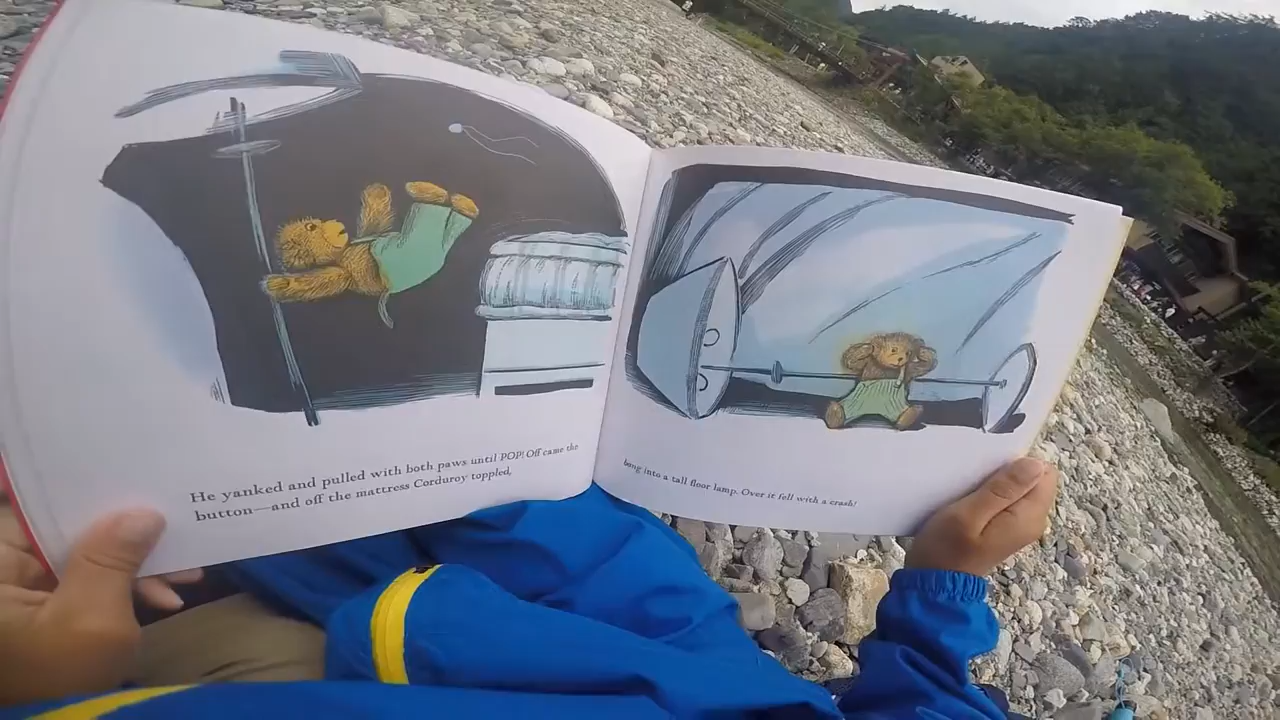 He yanked and pulled with both paws until POP! Off came the
button—and off the mattress Corduroy toppled,
bang into a tall floor lamp. Over it fell with a crash!